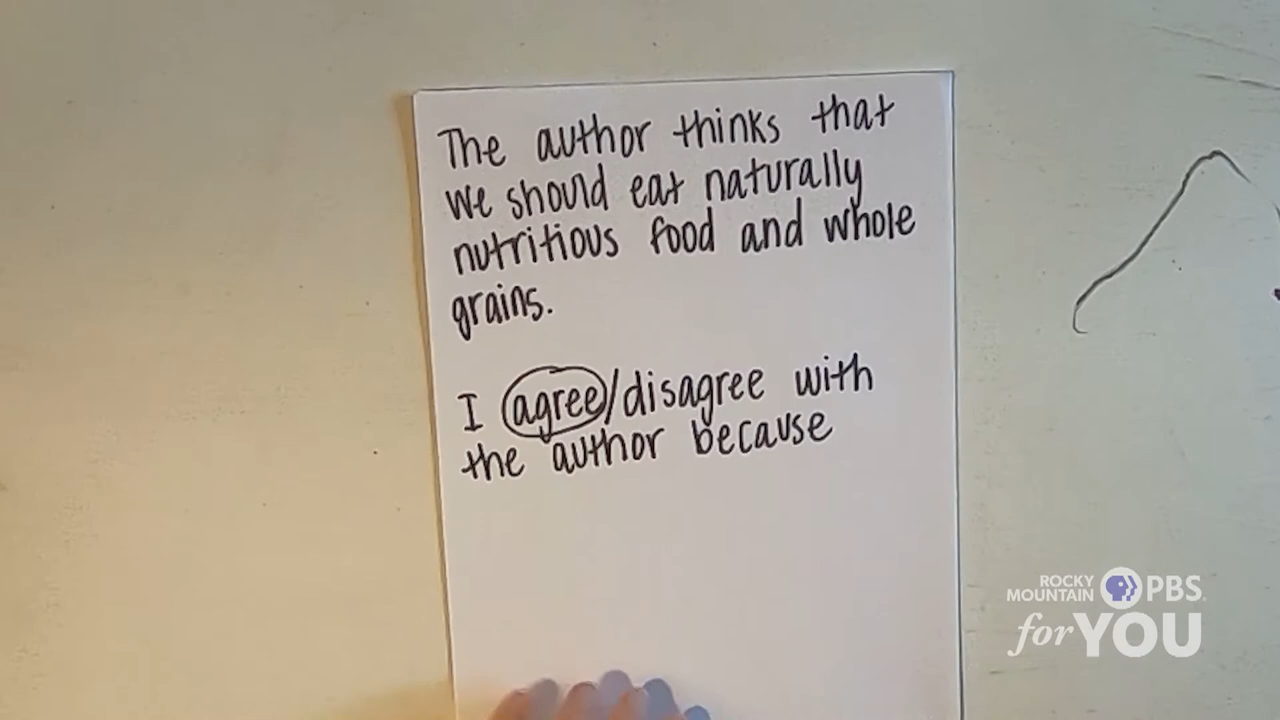 The author thinks that
we should eat naturally
nutritious food and whole
grains.
I agree/disagree with
the author because
ROCKY
MOUNTAIN PBS
for YOU